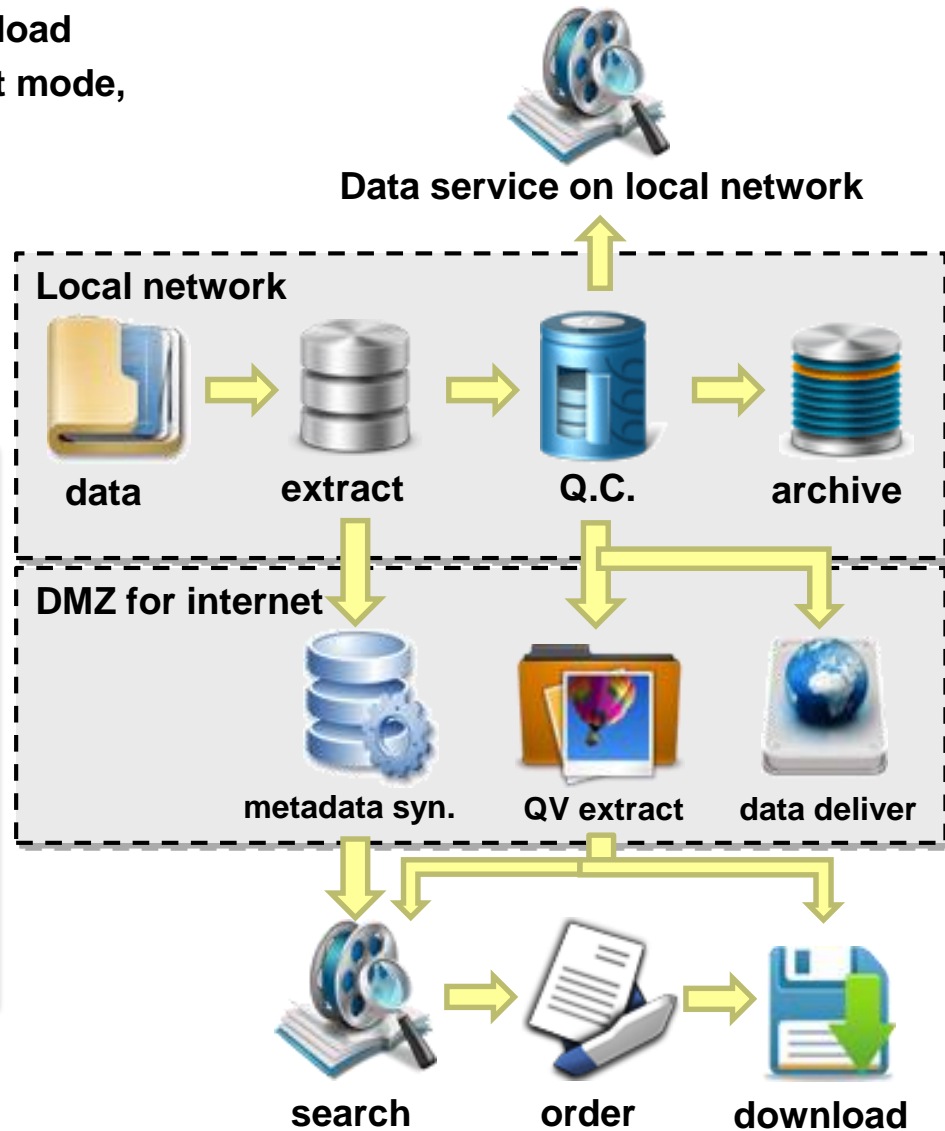 load
t mode,
Data service on local network
Local network
data extract Q.C. archive
DMZ for internet
metadata syn. QV extract data deliver
search order download